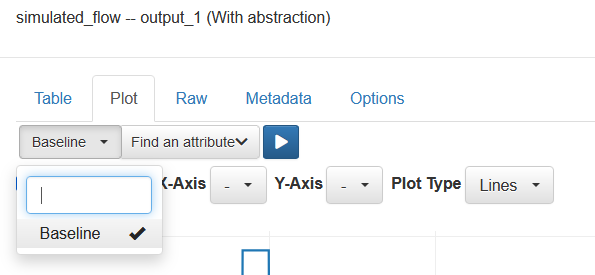 simulated_flow -- output_1 (With abstraction)
Table Plot Raw Metadata Options
Baseline Find an attribute
X-Axis - Y-Axis - Plot Type Lines
Baseline